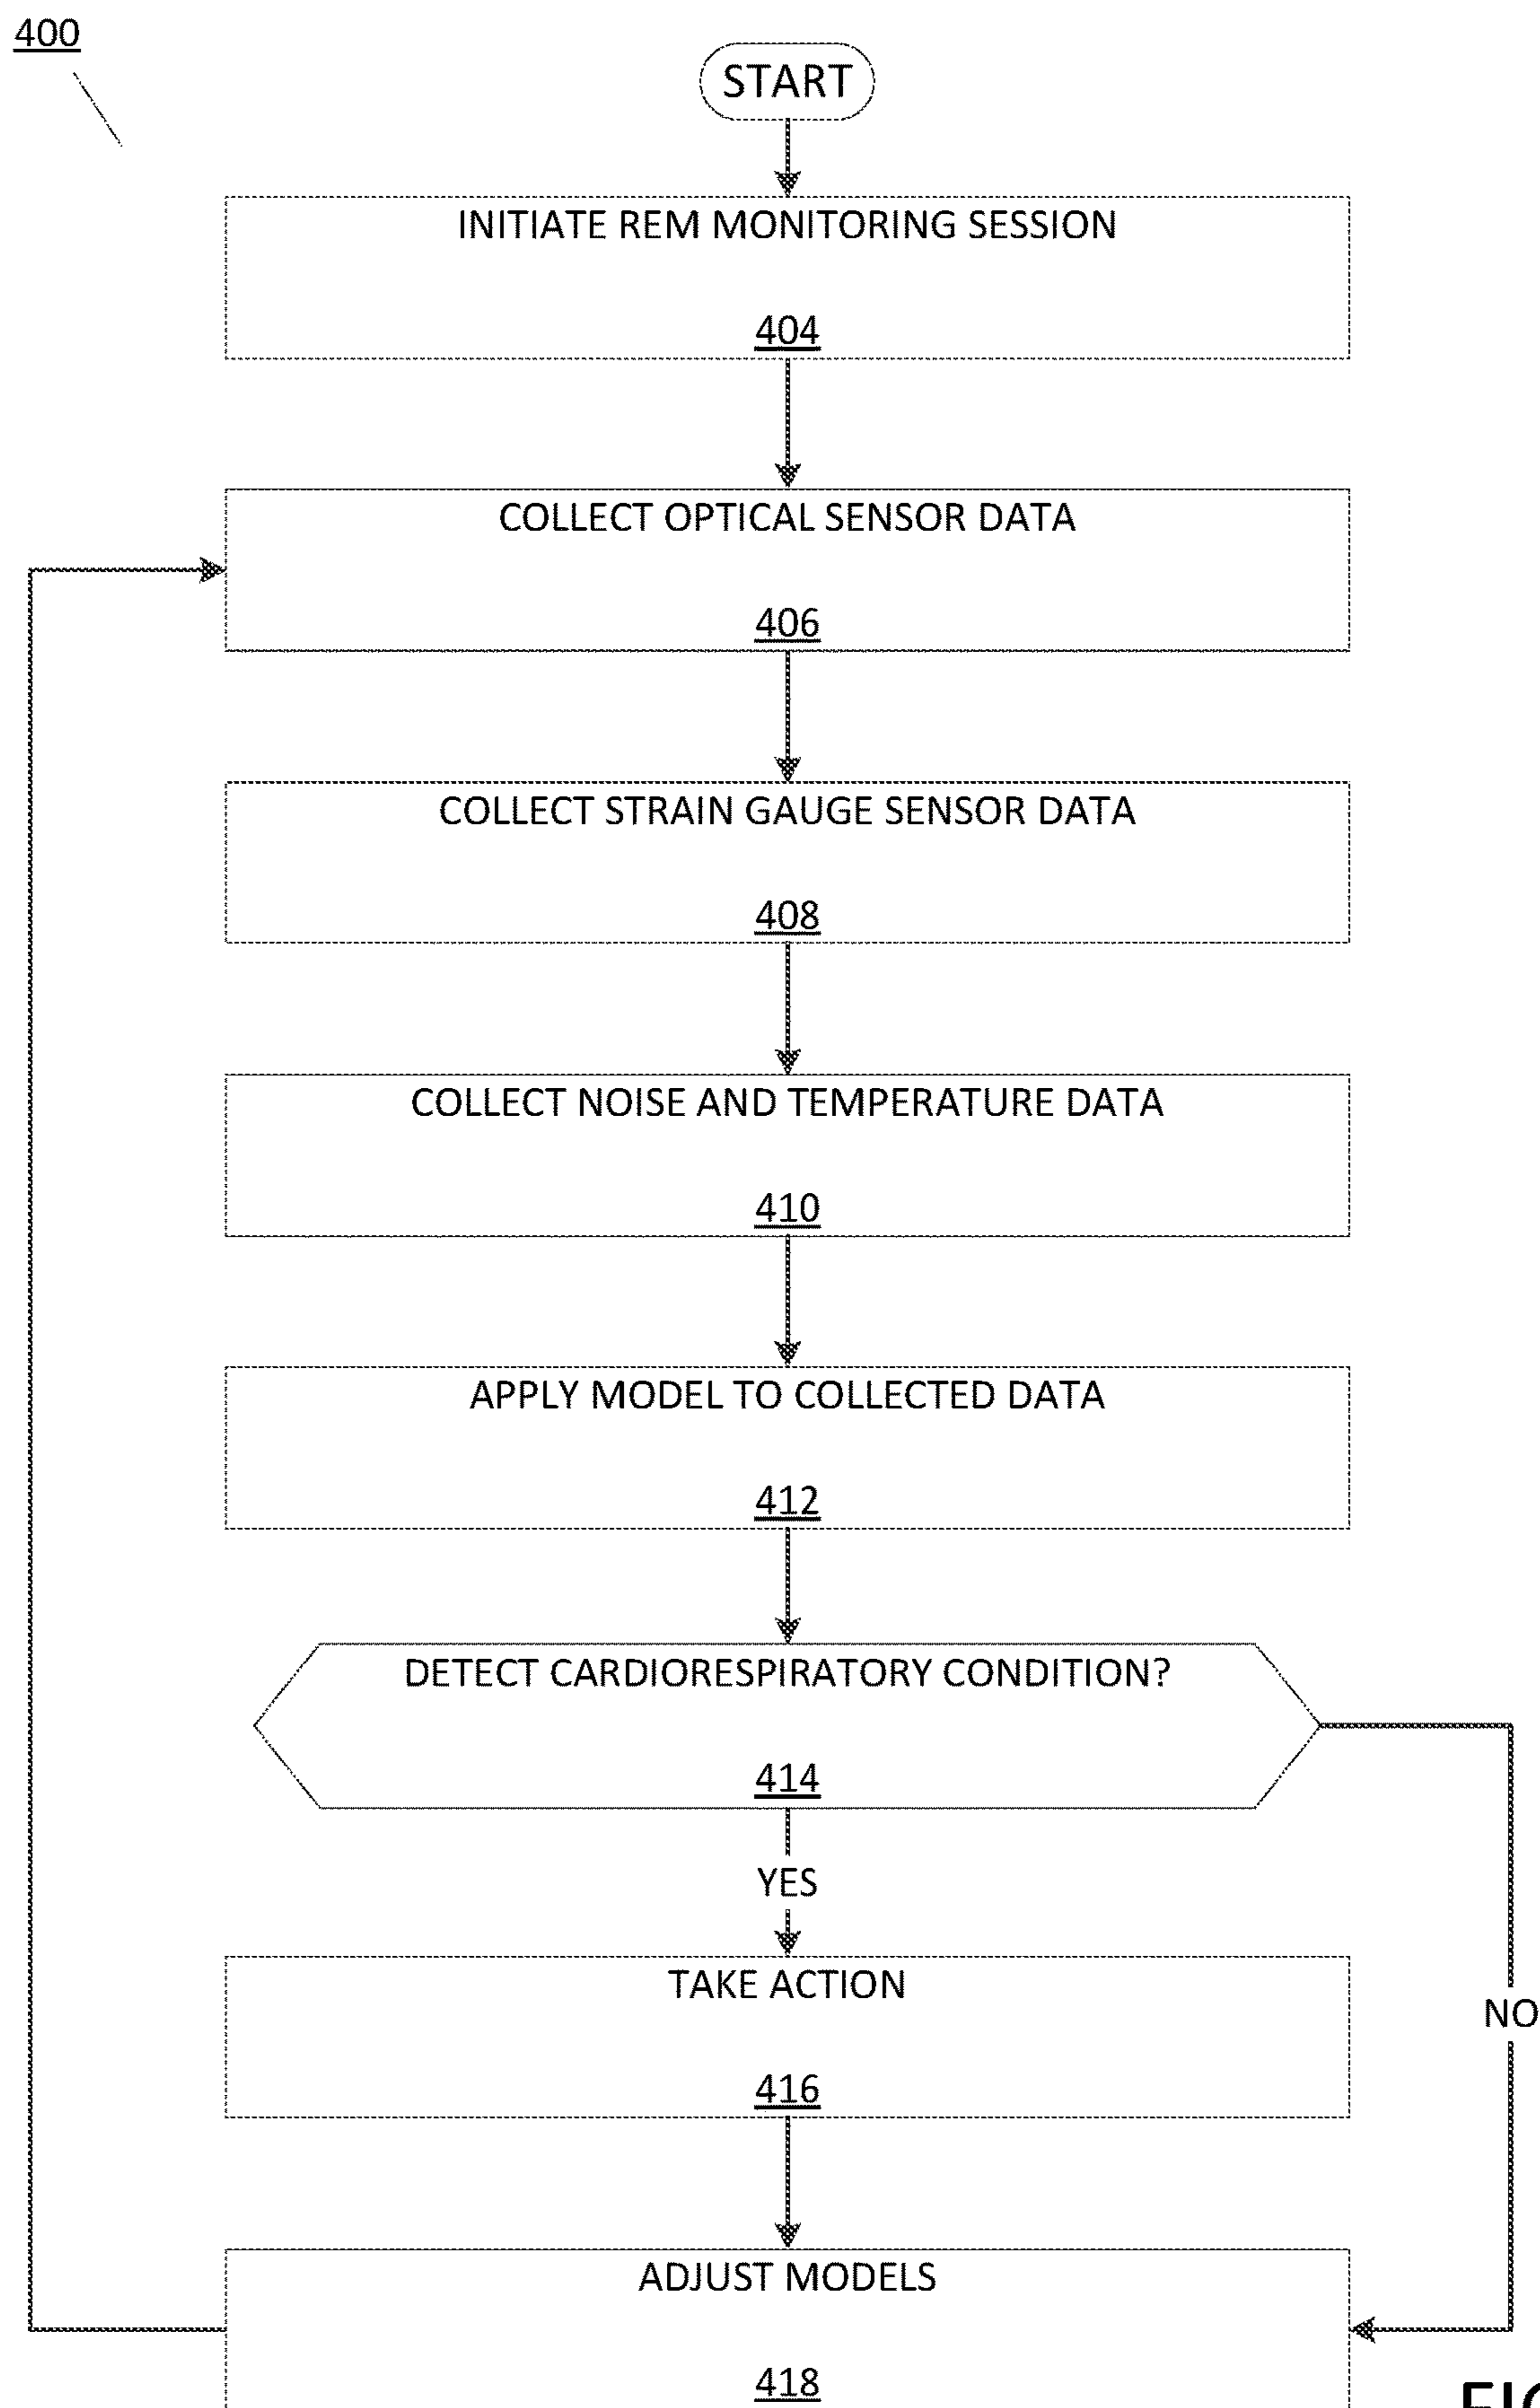 400
START
INITIATE REM MONITORING SESSION
404
COLLECT OPTICAL SENSOR DATA
406
COLLECT STRAIN GAUGE SENSOR DATA
408
COLLECT NOISE AND TEMPERATURE DATA
410
APPLY MODEL TO COLLECTED DATA
412
DETECT CARDIORESPIRATORY CONDITION?
414
YES
TAKE ACTION
416
NO
ADJUST MODELS
418